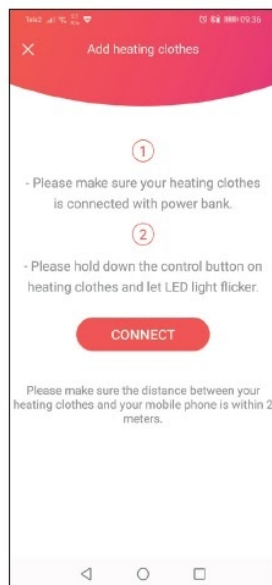 Tele2
09:36
Add heating clothes
1
- Please make sure your heating clothes
is connected with power bank.
2
- Please hold down the control button on
heating clothes and let LED light flicker.
CONNECT
Please make sure the distance between your
heating clothes and your mobile phone is within 2
meters.